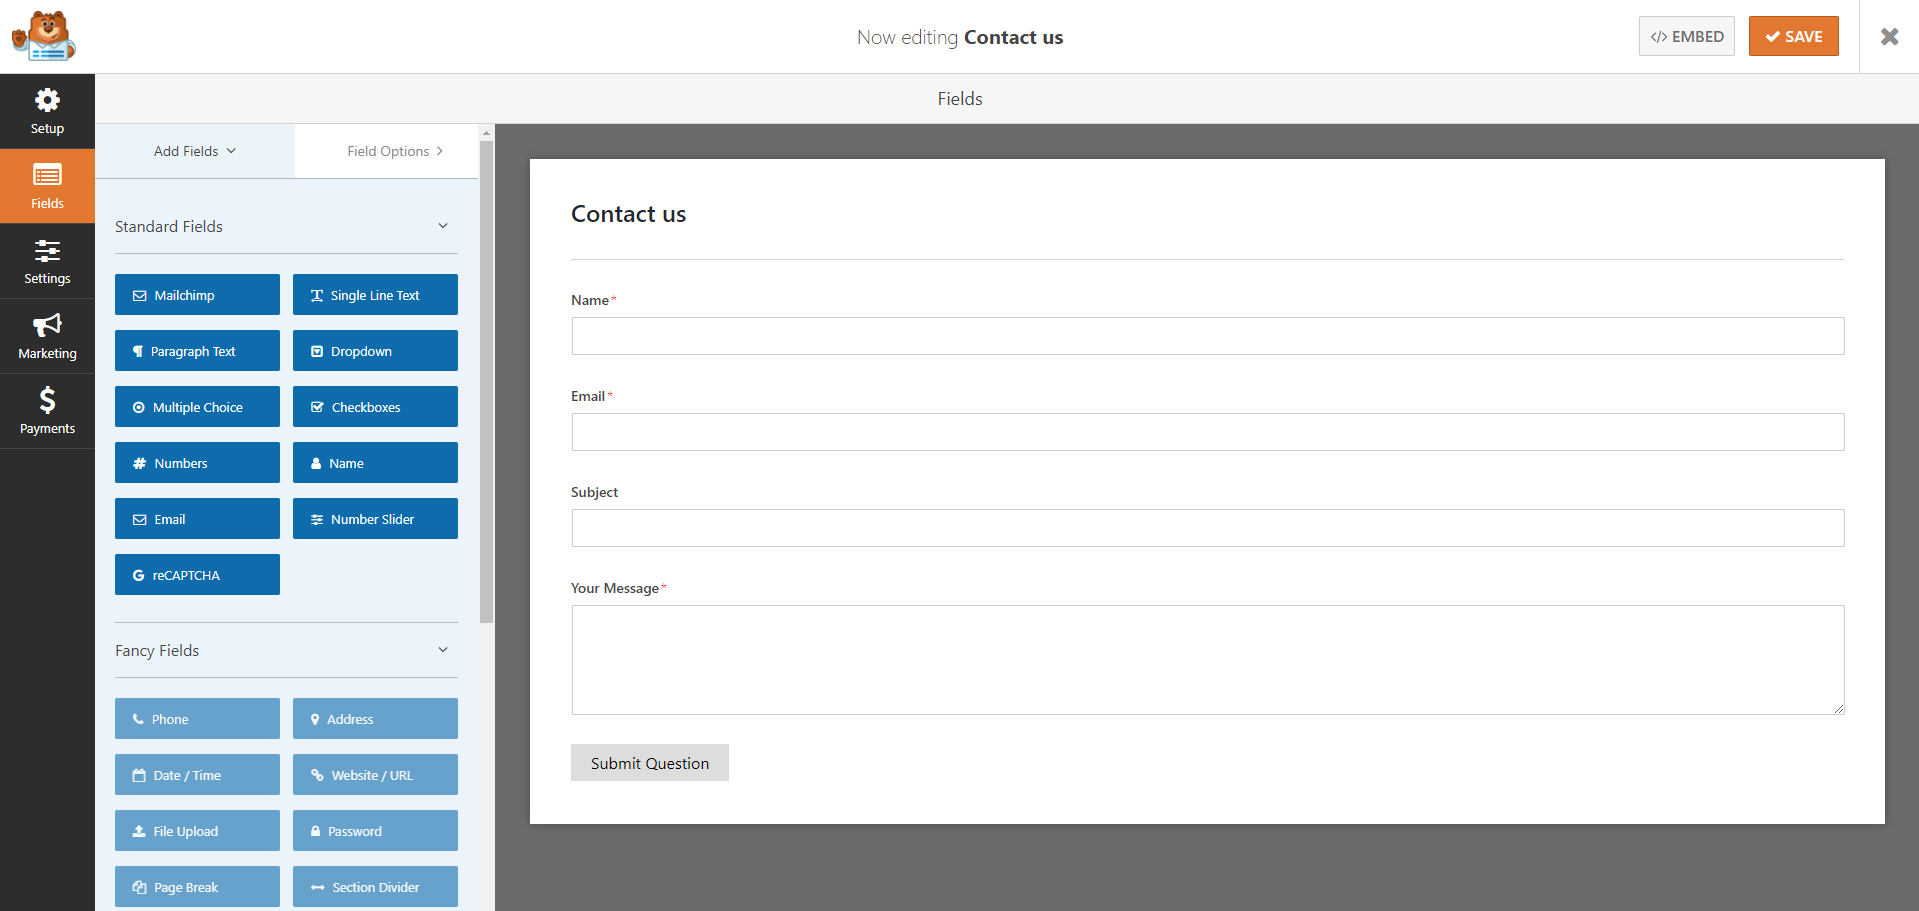 Now editing Contact us
</> EMBED
SAVE
Setup
Fields
Settings
Marketing
Payments
Fields
Add Fields
Field Options
Standard Fields
Mailchimp
Single Line Text
Paragraph Text
Dropdown
Multiple Choice
Checkboxes
Numbers
Name
Email
Number Slider
reCAPTCHA
Fancy Fields
Phone
Address
Date / Time
Website / URL
File Upload
Password
Page Break
Section Divider
Contact us
Name *
Email *
Subject
Your Message *
Submit Question